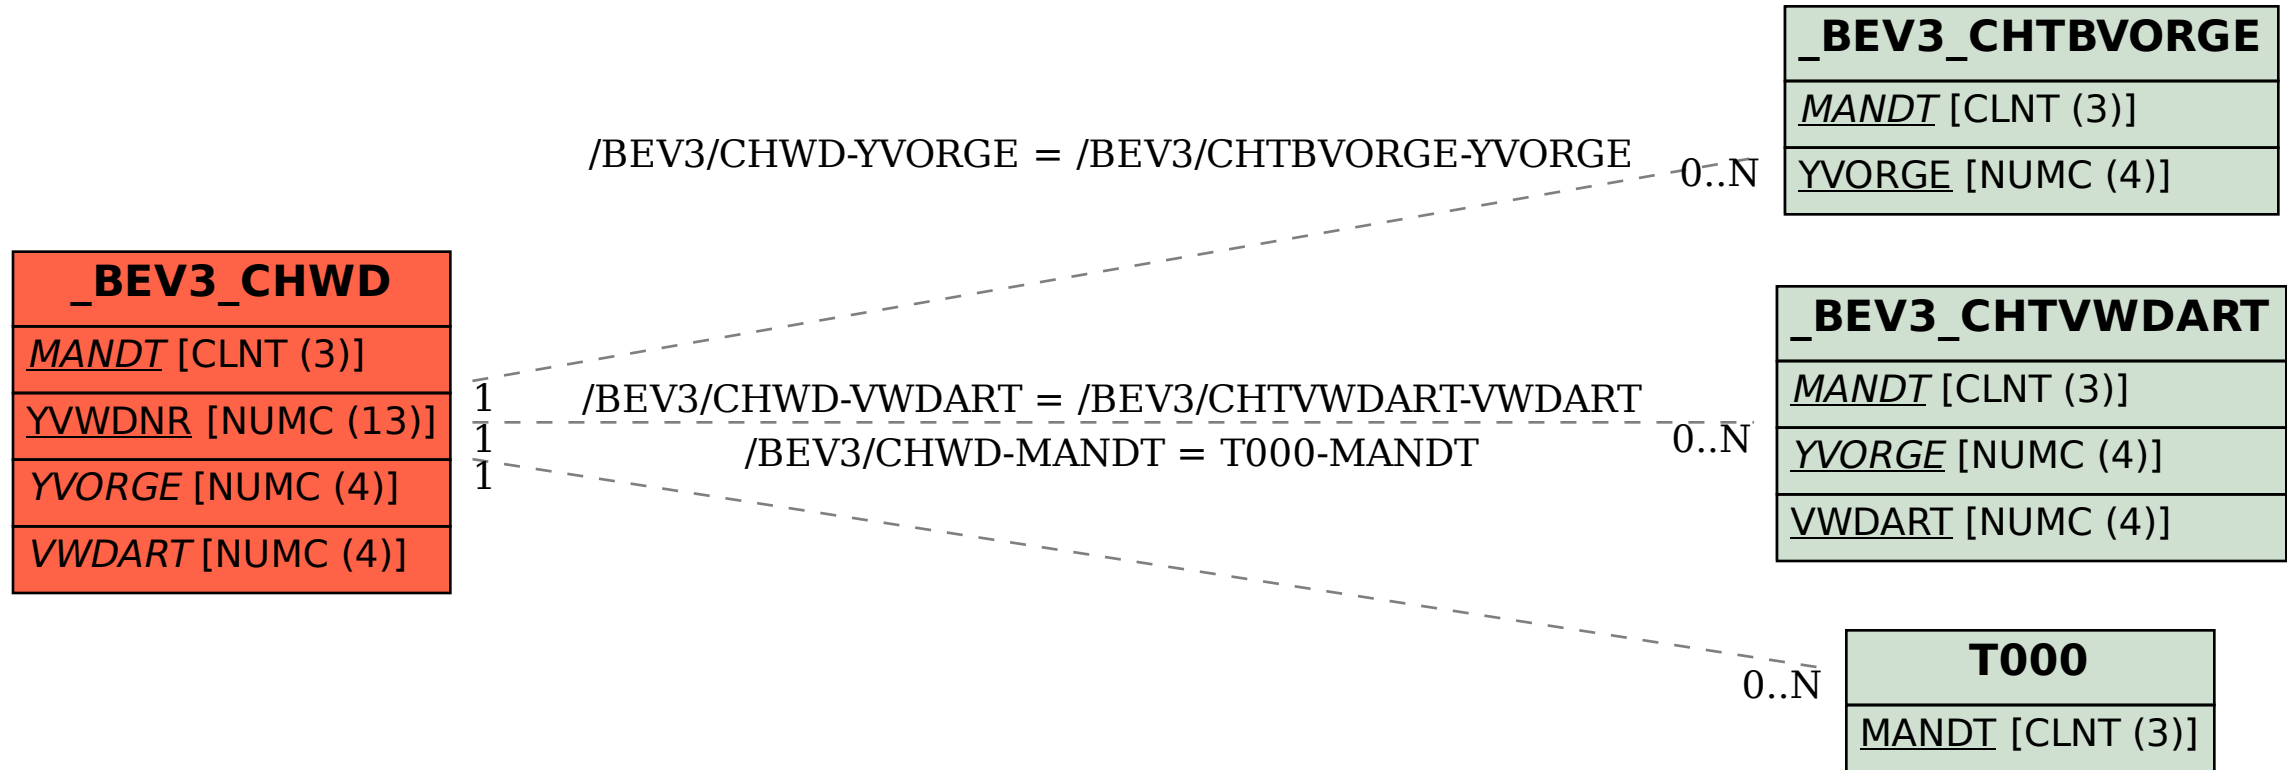 _BEV3_CHWD
MANDT [CLNT (3)]
YVWDNR [NUMC (13)]
YVORGE [NUMC (4)]
VWDART [NUMC (4)]
/BEV3/CHWD-YVORGE = /BEV3/CHTBVORGE-YVORGE
1
0..N
/BEV3/CHWD-VWDART = /BEV3/CHTVWDART-VWDART
1
0..N
/BEV3/CHWD-MANDT = T000-MANDT
1
0..N
_BEV3_CHTBVORGE
MANDT [CLNT (3)]
YVORGE [NUMC (4)]
_BEV3_CHTVWDART
MANDT [CLNT (3)]
YVORGE [NUMC (4)]
VWDART [NUMC (4)]
T000
MANDT [CLNT (3)]